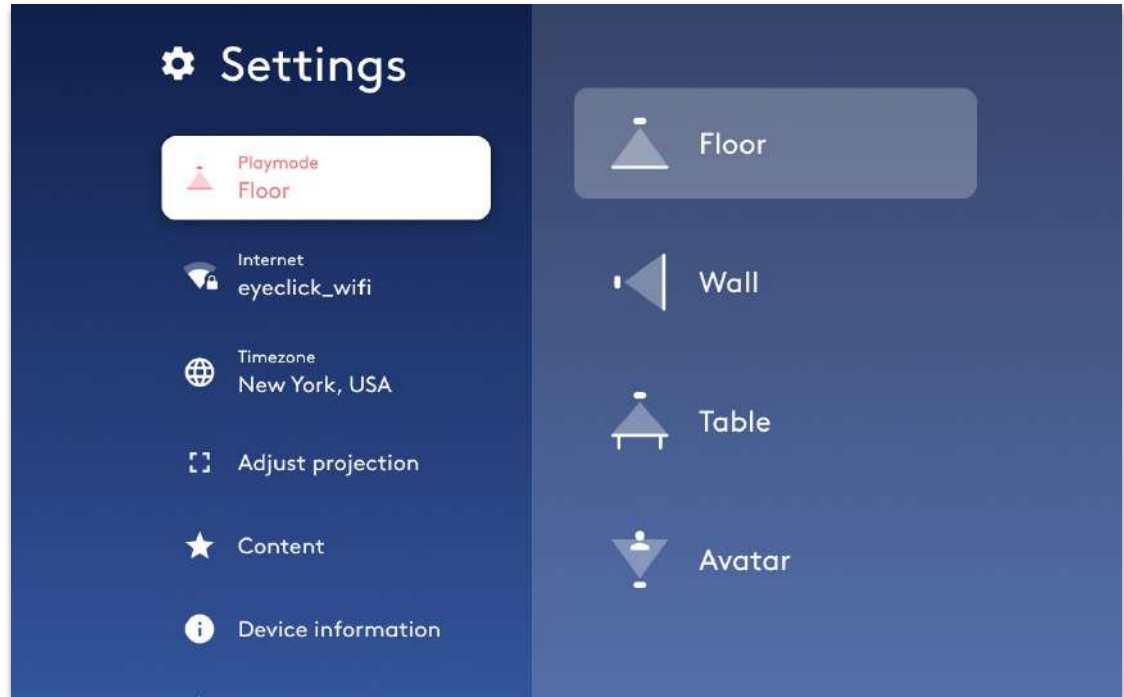 Settings
Playmode
Floor
Internet
eyeclick_wifi
Timezone
New York, USA
Adjust projection
Content
Device information
Floor
Wall
Table
Avatar